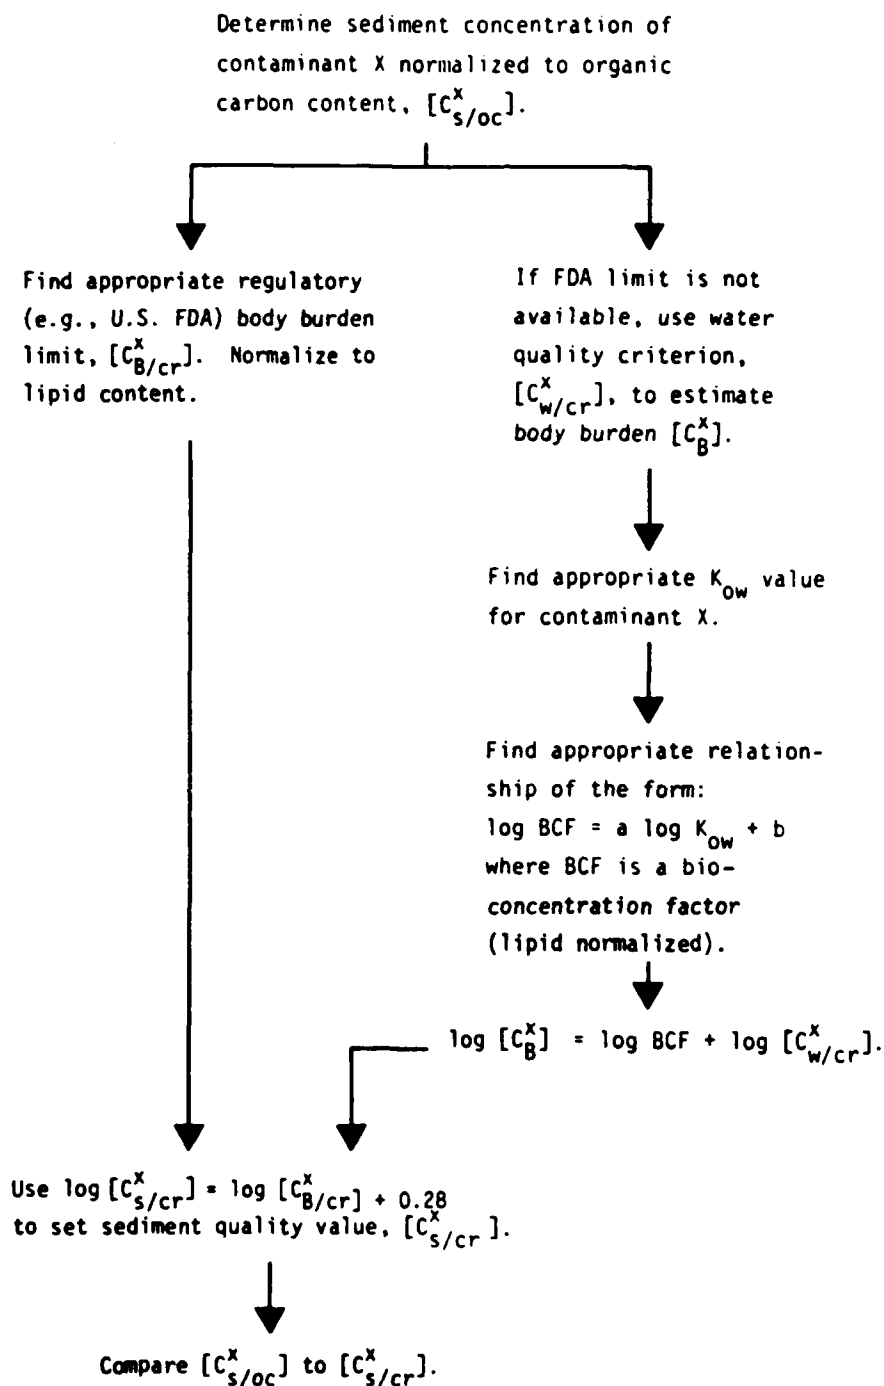 Determine sediment concentration of
contaminant X normalized to organic
carbon content, [C^x_s/oc].
Find appropriate regulatory
(e.g., U.S. FDA) body burden
limit, [C^x_B/cr]. Normalize to
lipid content.
If FDA limit is not
available, use water
quality criterion,
[C^x_w/cr], to estimate
body burden [C^x_B].
Find appropriate K_ow value
for contaminant X.
Find appropriate relation-
ship of the form:
log BCF = a log K_ow + b
where BCF is a bio-
concentration factor
(lipid normalized).
log [C^x_B] = log BCF + log [C^x_w/cr].
Use log [C^x_s/cr] = log [C^x_B/cr] + 0.28
to set sediment quality value, [C^x_s/cr].
Compare [C^x_s/oc] to [C^x_s/cr].